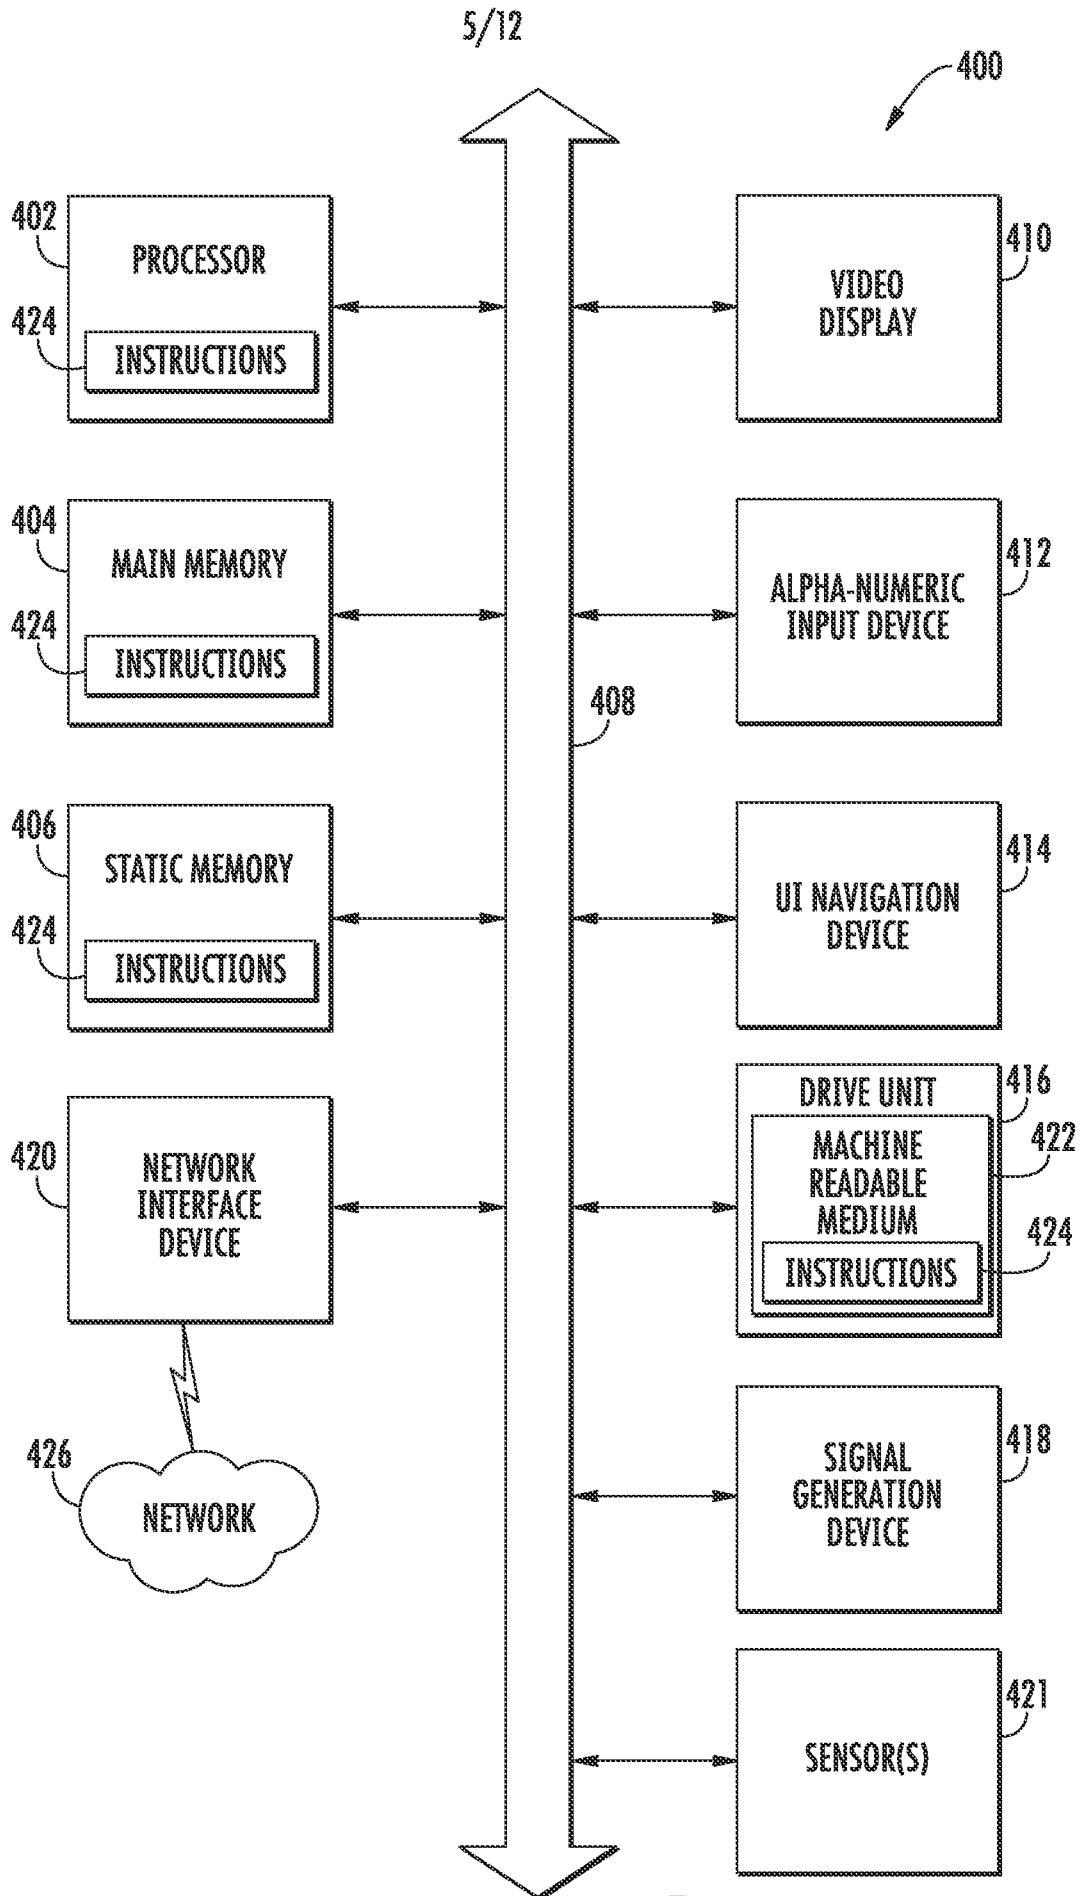 5/12
400
402
PROCESSOR
424
INSTRUCTIONS
410
VIDEO
DISPLAY
404
MAIN MEMORY
424
INSTRUCTIONS
412
ALPHA-NUMERIC
INPUT DEVICE
408
406
STATIC MEMORY
424
INSTRUCTIONS
414
UI NAVIGATION
DEVICE
420
NETWORK
INTERFACE
DEVICE
416
DRIVE UNIT
422
MACHINE
READABLE
MEDIUM
424
INSTRUCTIONS
426
NETWORK
418
SIGNAL
GENERATION
DEVICE
421
SENSOR(S)